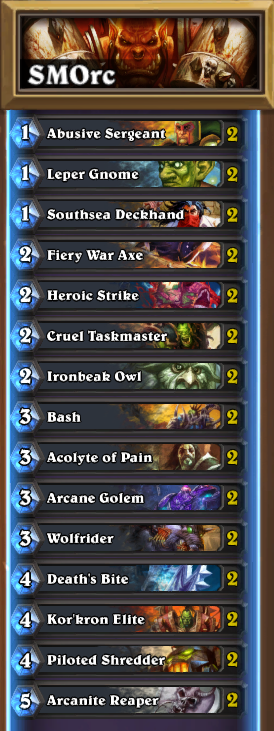 SMOrc
1 Abusive Sergeant 2
1 Leper Gnome 2
1 Southsea Deckhand 2
2 Fiery War Axe 2
2 Heroic Strike 2
2 Cruel Taskmaster 2
2 Ironbeak Owl 2
3 Bash 2
3 Acolyte of Pain 2
3 Arcane Golem 2
3 Wolfrider 2
4 Death's Bite 2
4 Kor'kron Elite 2
4 Piloted Shredder 2
5 Arcanite Reaper 2